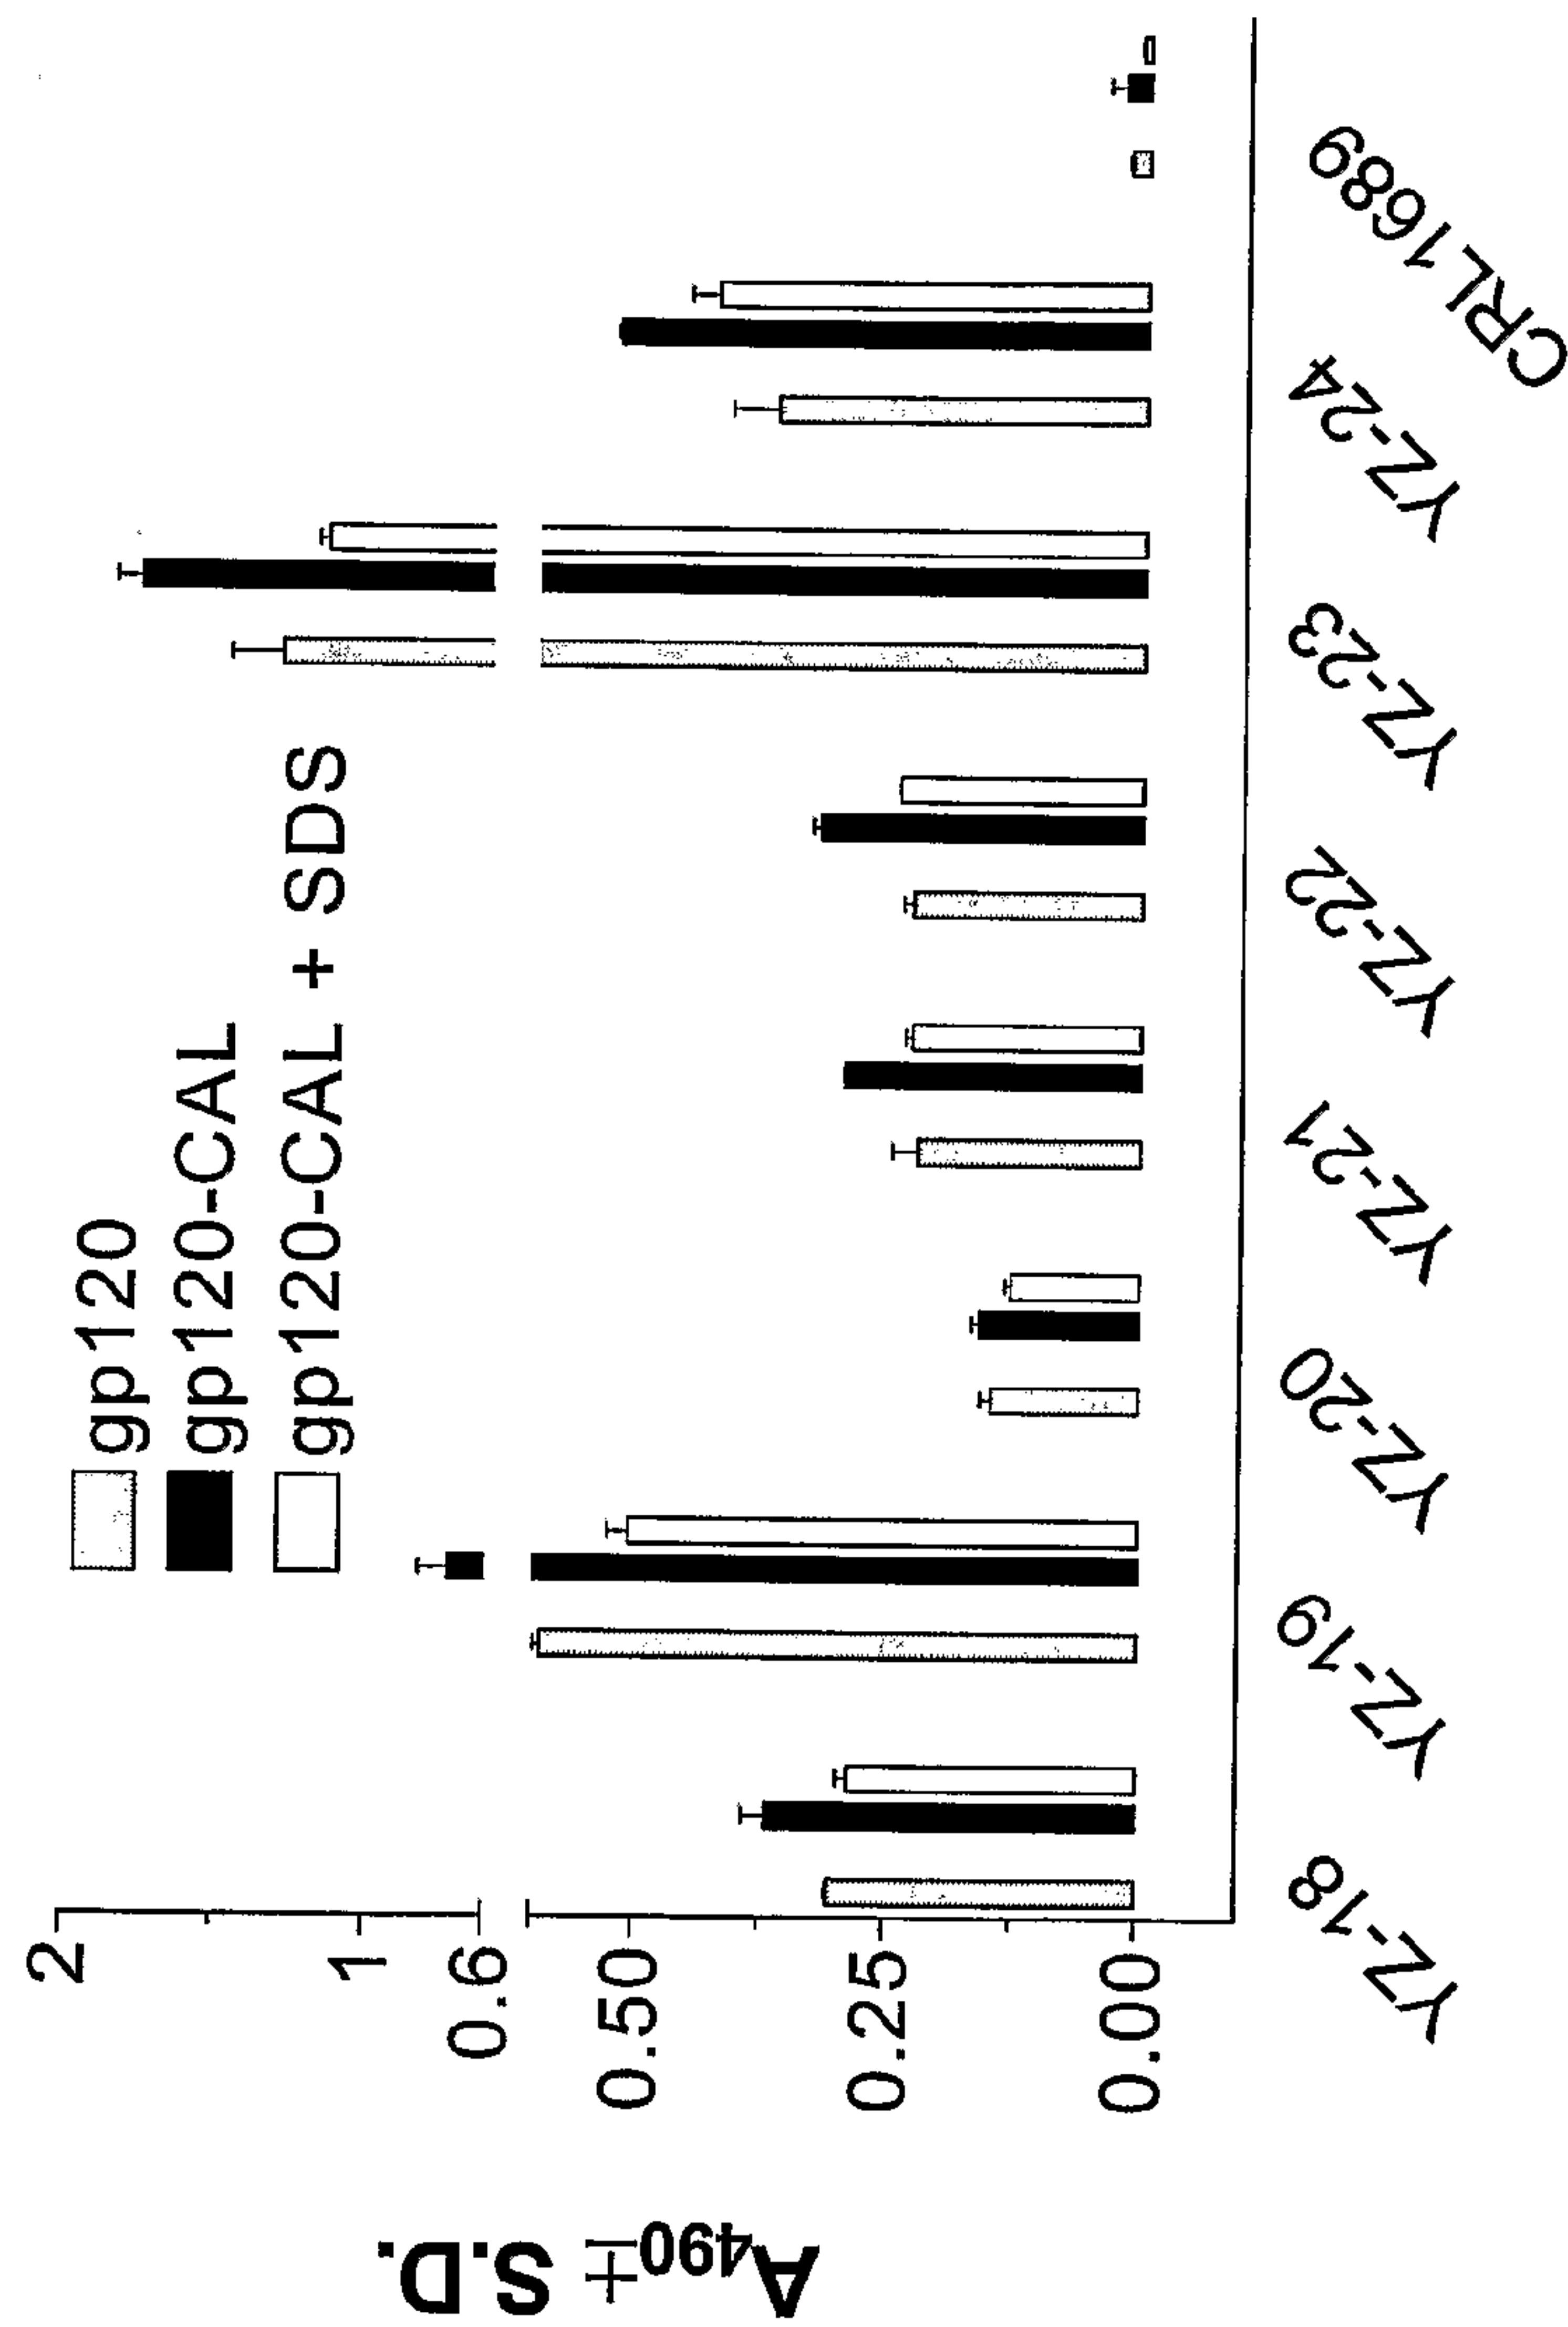 gp120
gp120-CAL
gp120-CAL + SDS
2
1
0.6
0.50
0.25
0.00
A490 ± S.D.
YZ-18
YZ-19
YZ-20
YZ-21
YZ-22
YZ-23
YZ-24
CRL1689